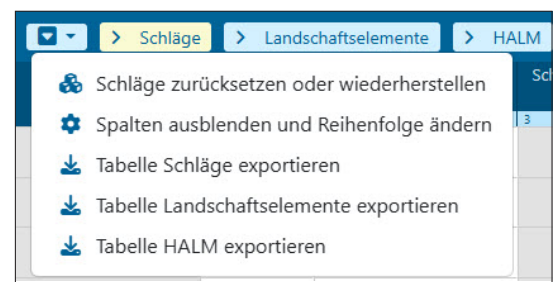 Schläge Landschaftselemente HALM
Schläge zurücksetzen oder wiederherstellen
Spalten ausblenden und Reihenfolge ändern
3
Tabelle Schläge exportieren
Tabelle Landschaftselemente exportieren
Tabelle HALM exportieren